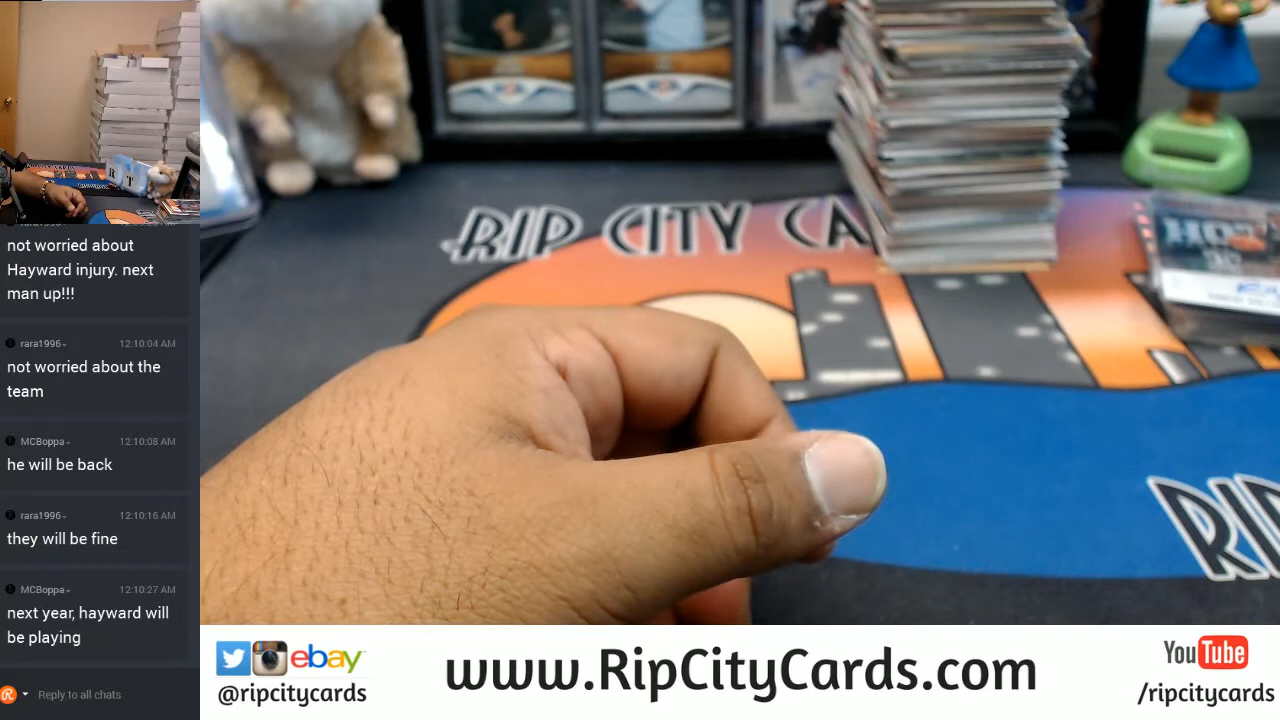 not worried about
Hayward injury. next
man up!!!
rara1996- 12:10:04 AM
not worried about the
team
MCBoppa- 12:10:08 AM
he will be back
rara1996- 12:10:16 AM
they will be fine
MCBoppa- 12:10:27 AM
next year, hayward will
be playing
Reply to all chats
RIP CITY CA
HOT
RIP
ebay
@ripcitycards
www.RipCityCards.com
YouTube
/ripcitycards